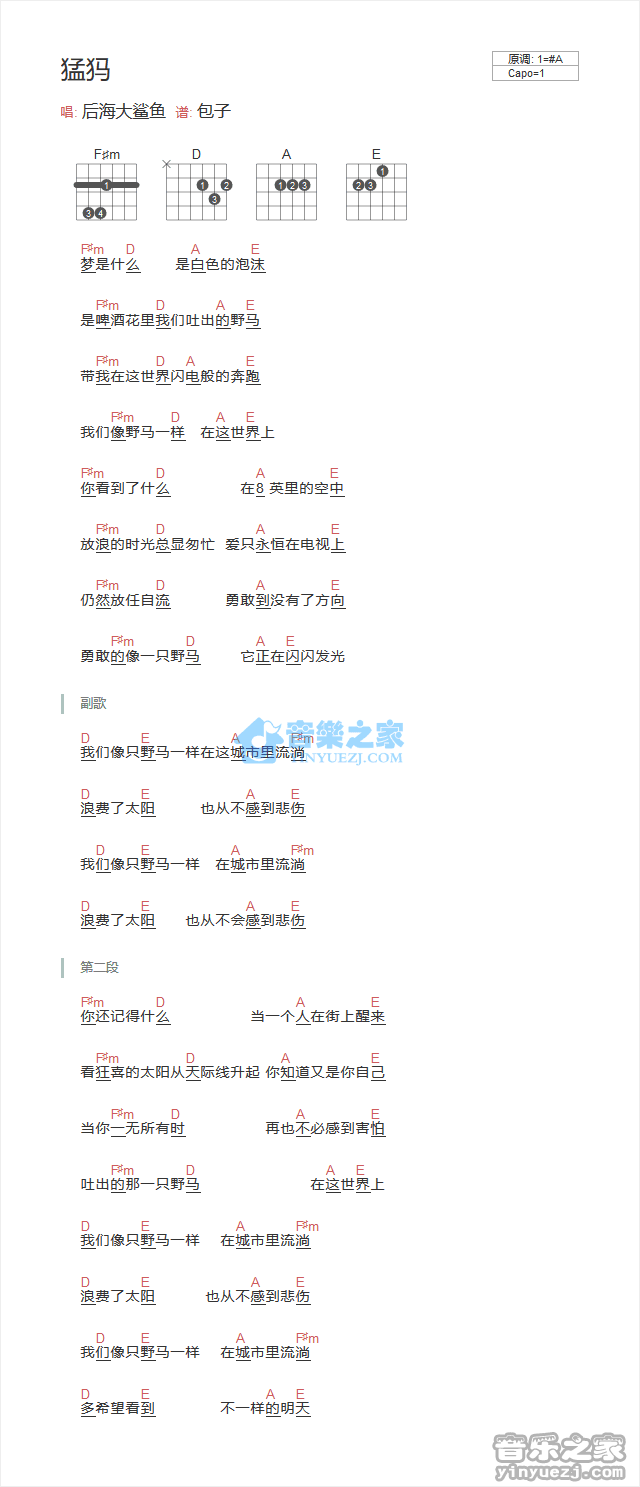 猛犸
原调: 1=#A
Capo=1
唱: 后海大鲨鱼 谱: 包子
F♯m D A E
1 3 4 1 2 3 1 2 3 1 2 3
F♯m D A E
梦是什么 是白色的泡沫
F♯m D A E
是啤酒花里我们吐出的野马
F♯m D A E
带我在这世界闪电般的奔跑
F♯m D A E
我们像野马一样 在这世界上
F♯m D A E
你看到了什么 在8 英里的空中
F♯m D A E
放浪的时光总显匆忙 爱只永恒在电视上
F♯m D A E
仍然放任自流 勇敢到没有了方向
F♯m D A E
勇敢的像一只野马 它正在闪闪发光
副歌
D E A F♯m
我们像只野马一样在这城市里流淌
音樂之家
YINYUEZJ.COM
D E A E
浪费了太阳 也从不感到悲伤
D E A F♯m
我们像只野马一样 在城市里流淌
D E A E
浪费了太阳 也从不会感到悲伤
第二段
F♯m D A E
你还记得什么 当一个人在街上醒来
F♯m D A E
看狂喜的太阳从天际线升起 你知道又是你自己
F♯m D A E
当你一无所有时 再也不必感到害怕
F♯m D A E
吐出的那一只野马 在这世界上
D E A F♯m
我们像只野马一样 在城市里流淌
D E A E
浪费了太阳 也从不感到悲伤
D E A F♯m
我们像只野马一样 在城市里流淌
D E A E
多希望看到 不一样的明天
音乐之家
yinyuezj.com